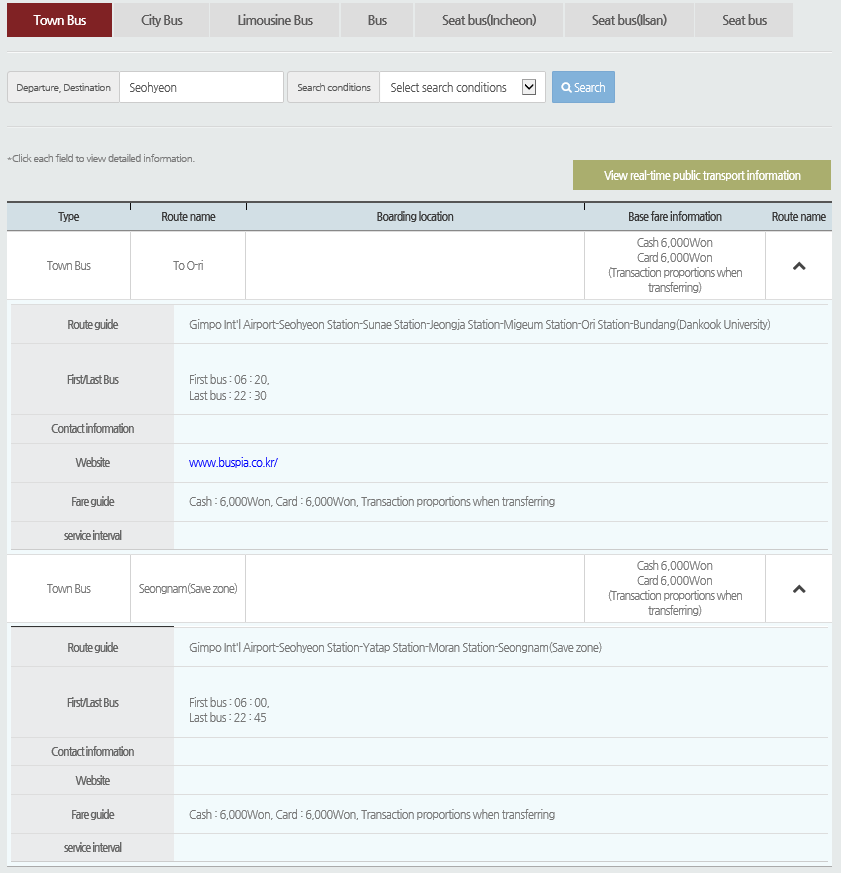 Town Bus City Bus Limousine Bus Bus Seat bus(Incheon) Seat bus(Ilsan) Seat bus
Departure, Destination Seohyeon Search conditions Select search conditions Search
*Click each field to view detailed information.
View real-time public transport information
Type Route name Boarding location Base fare information Route name
Town Bus To O-ri Cash 6,000Won
Card 6,000Won
(Transaction proportions when
transferring)
Route guide Gimpo Int'l Airport-Seohyeon Station-Sunae Station-Jeongja Station-Migeum Station-Ori Station-Bundang(Dankook University)
First/Last Bus First bus : 06 : 20,
Last bus : 22 : 30
Contact information
Website www.buspia.co.kr/
Fare guide Cash : 6,000Won, Card : 6,000Won, Transaction proportions when transferring
service interval
Town Bus Seongnam(Save zone) Cash 6,000Won
Card 6,000Won
(Transaction proportions when
transferring)
Route guide Gimpo Int'l Airport-Seohyeon Station-Yatap Station-Moran Station-Seongnam(Save zone)
First/Last Bus First bus : 06 : 00,
Last bus : 22 : 45
Contact information
Website
Fare guide Cash : 6,000Won, Card : 6,000Won, Transaction proportions when transferring
service interval